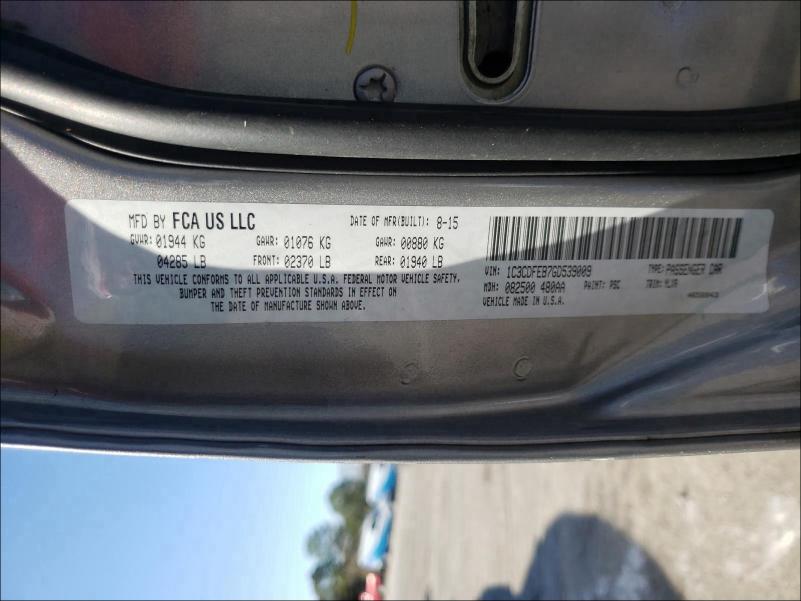 MFD BY FCA US LLC DATE OF MFR(BUILT): 8-15
GVWR: 01944 KG GAWR: 01076 KG GAWR: 00880 KG
04285 LB FRONT: 02370 LB REAR: 01940 LB
THIS VEHICLE CONFORMS TO ALL APPLICABLE U.S.A. FEDERAL MOTOR VEHICLE SAFETY,
BUMPER AND THEFT PREVENTION STANDARDS IN EFFECT ON
THE DATE OF MANUFACTURE SHOWN ABOVE.
VIN: 1C3CDFEB7GD539009 TYPE: PASSENGER CAR
MDH: 082500 480AA PAINT: PSC TRIM:
VEHICLE MADE IN: U.S.A.